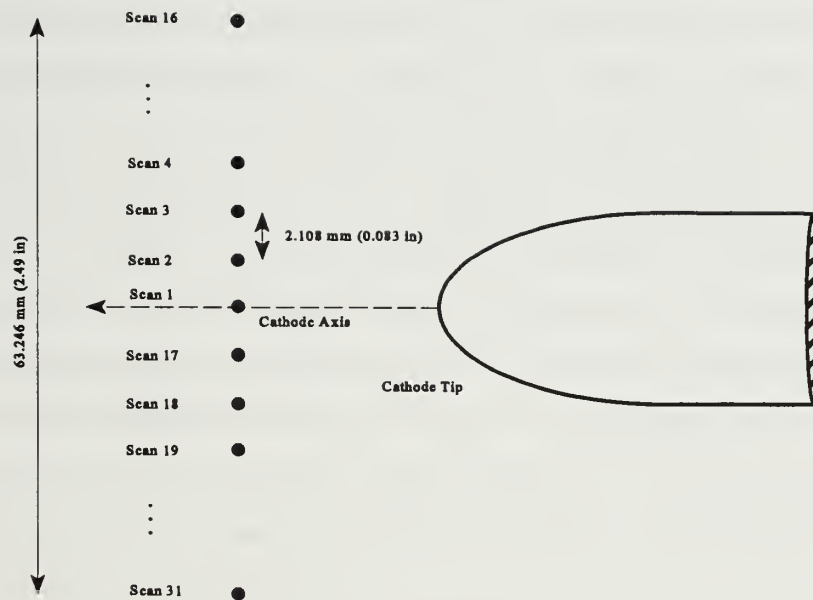 Scan 16
Scan 4
Scan 3
2.108 mm (0.083 in)
Scan 2
Scan 1
Cathode Axis
Scan 17
Cathode Tip
Scan 18
Scan 19
Scan 31
63.246 mm (2.49 in)